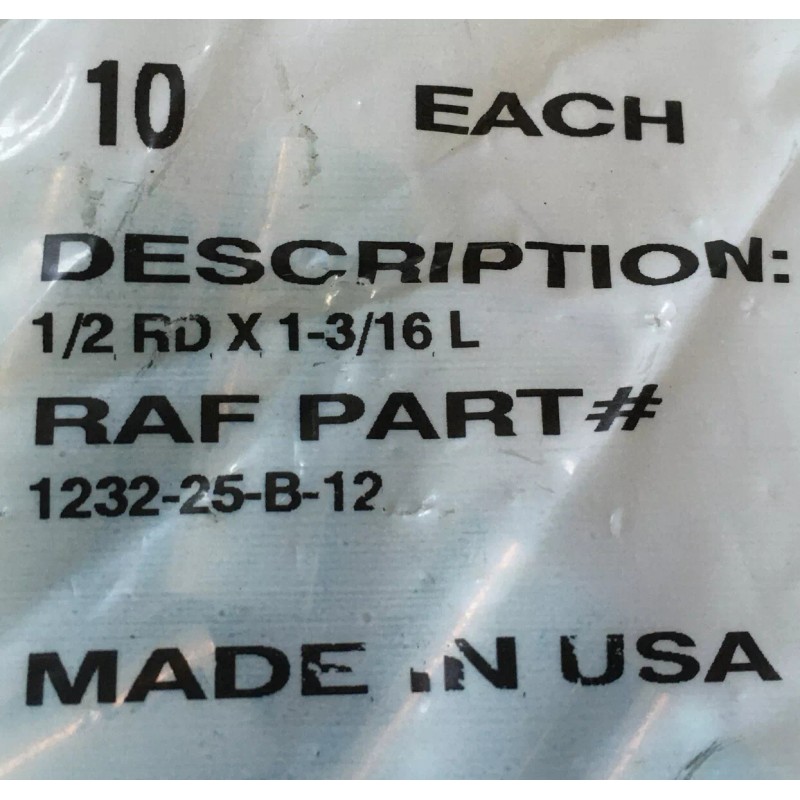 10 EACH
DESCRIPTION:
1/2 RD X 1-3/16 L
RAF PART#
1232-25-B-12
MADE IN USA